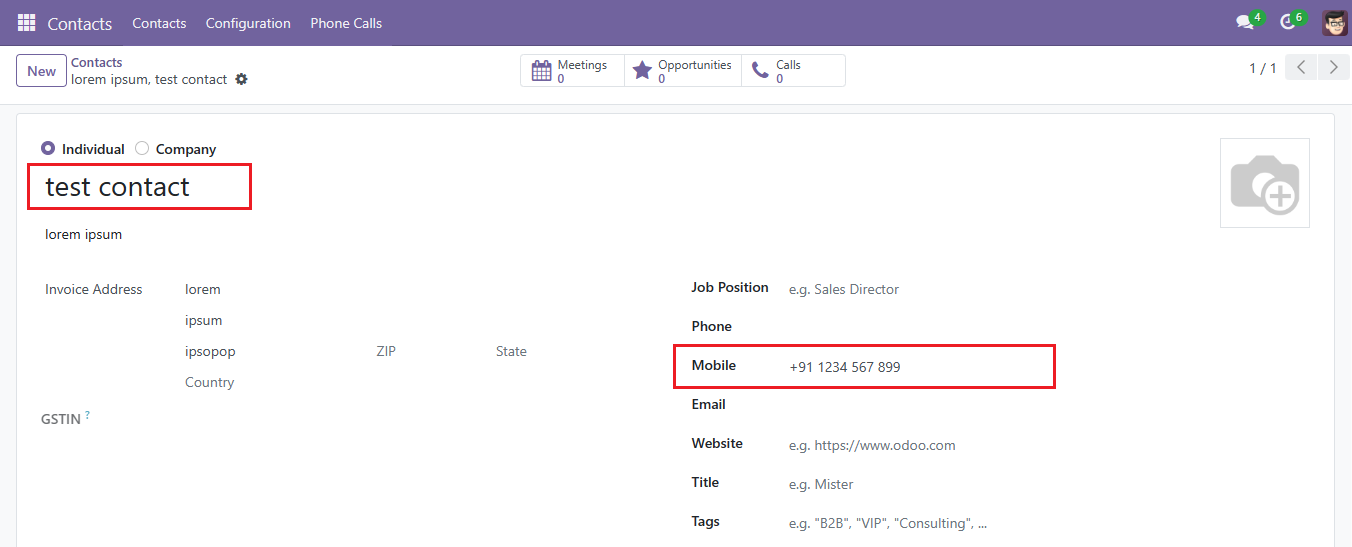 Contacts Contacts Configuration Phone Calls 4 6
New Contacts Meetings Opportunities Calls
lorem ipsum, test contact 0 0 0 1 / 1
Individual Company
test contact
lorem ipsum
Invoice Address lorem Job Position e.g. Sales Director
ipsum Phone
ipsopop ZIP State Mobile +91 1234 567 899
Country
Email
GSTIN ?
Website e.g. https://www.odoo.com
Title e.g. Mister
Tags e.g. "B2B", "VIP", "Consulting", ...